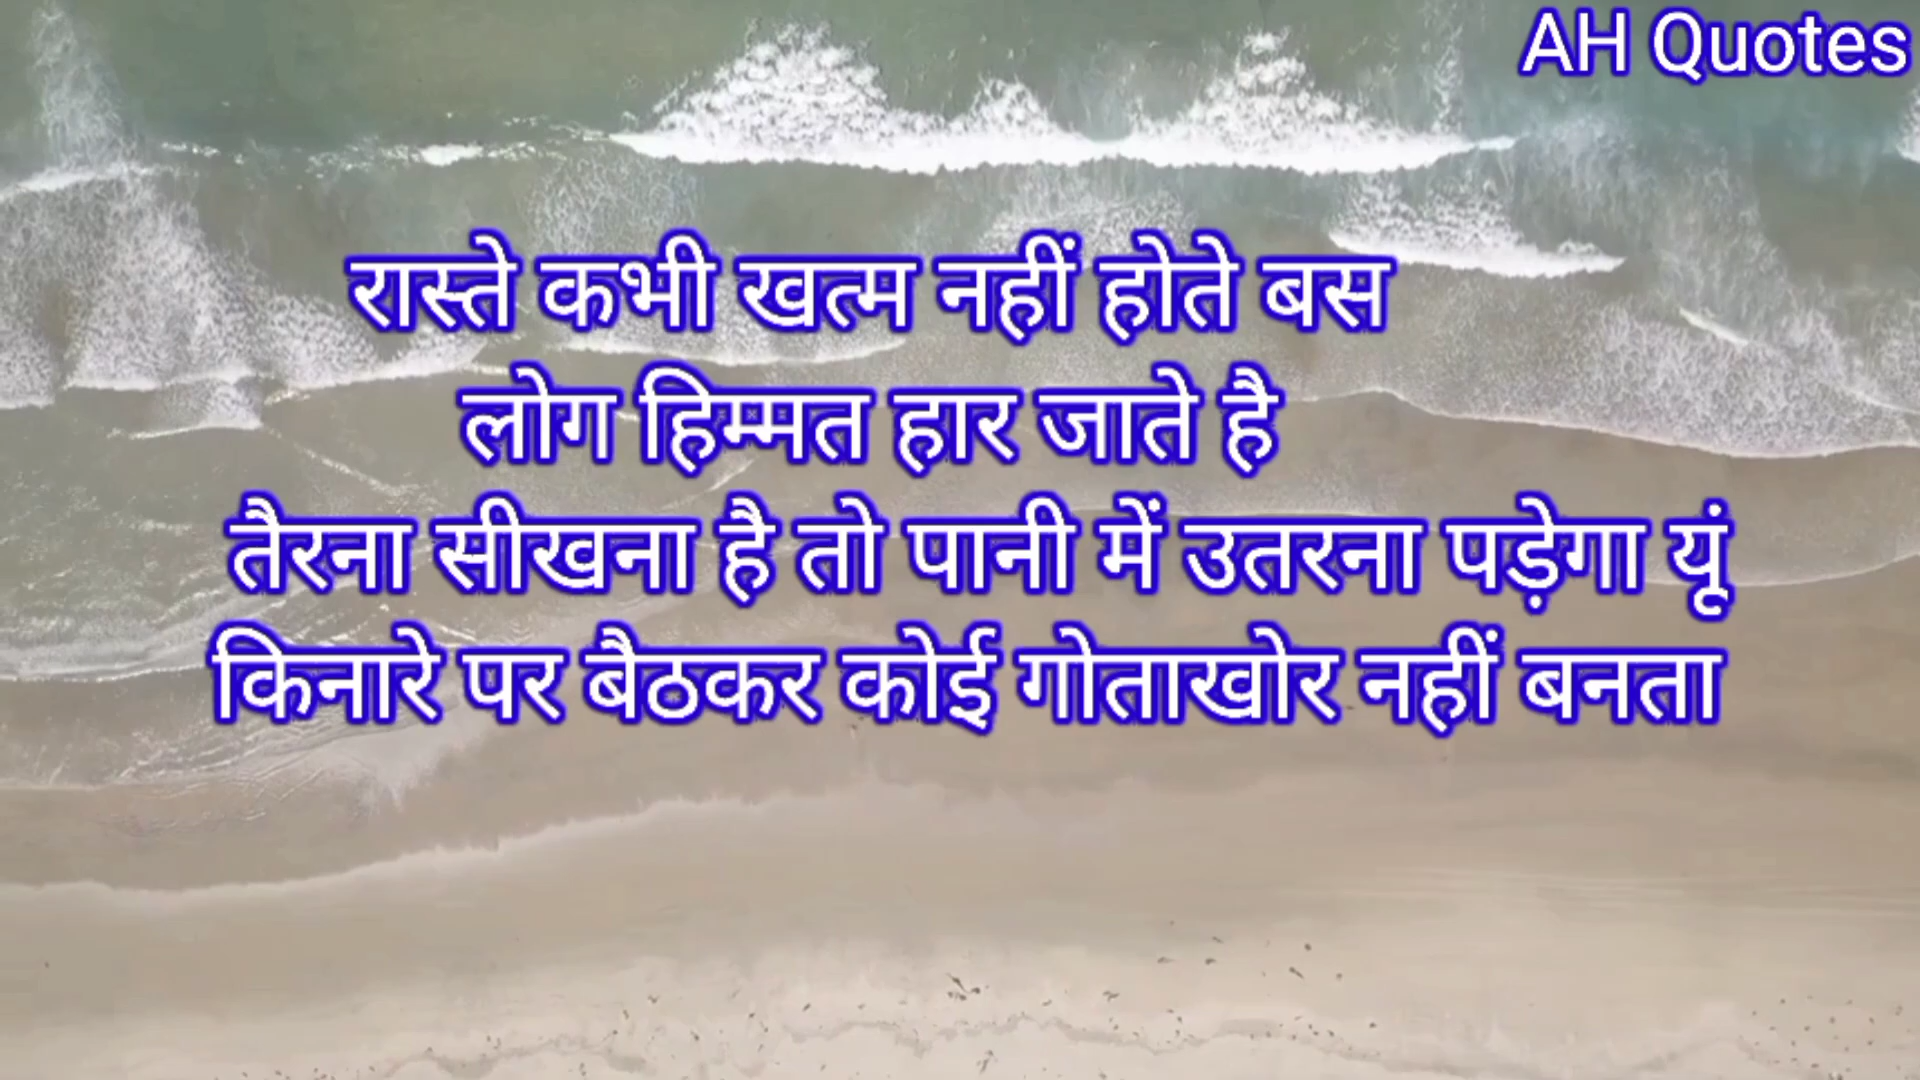 AH Quotes
रास्ते कभी खत्म नहीं होते बस
लोग हिम्मत हार जाते है
तैरना सीखना है तो पानी में उतरना पड़ेगा यूं
किनारे पर बैठकर कोई गोताखोर नहीं बनता